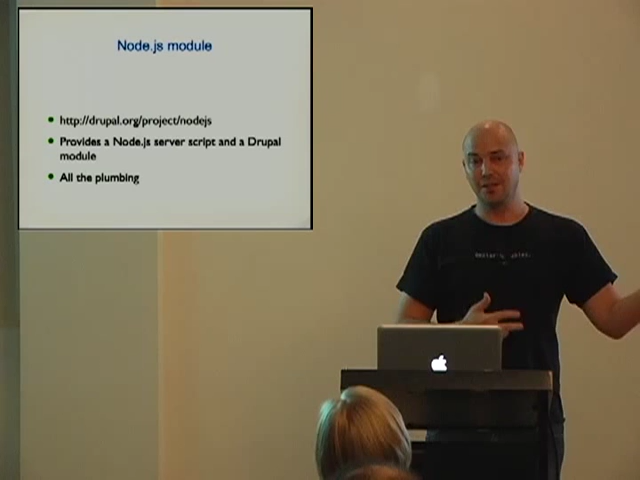 Node.js module
http://drupal.org/project/nodejs
Provides a Node.js server script and a Drupal
module
All the plumbing